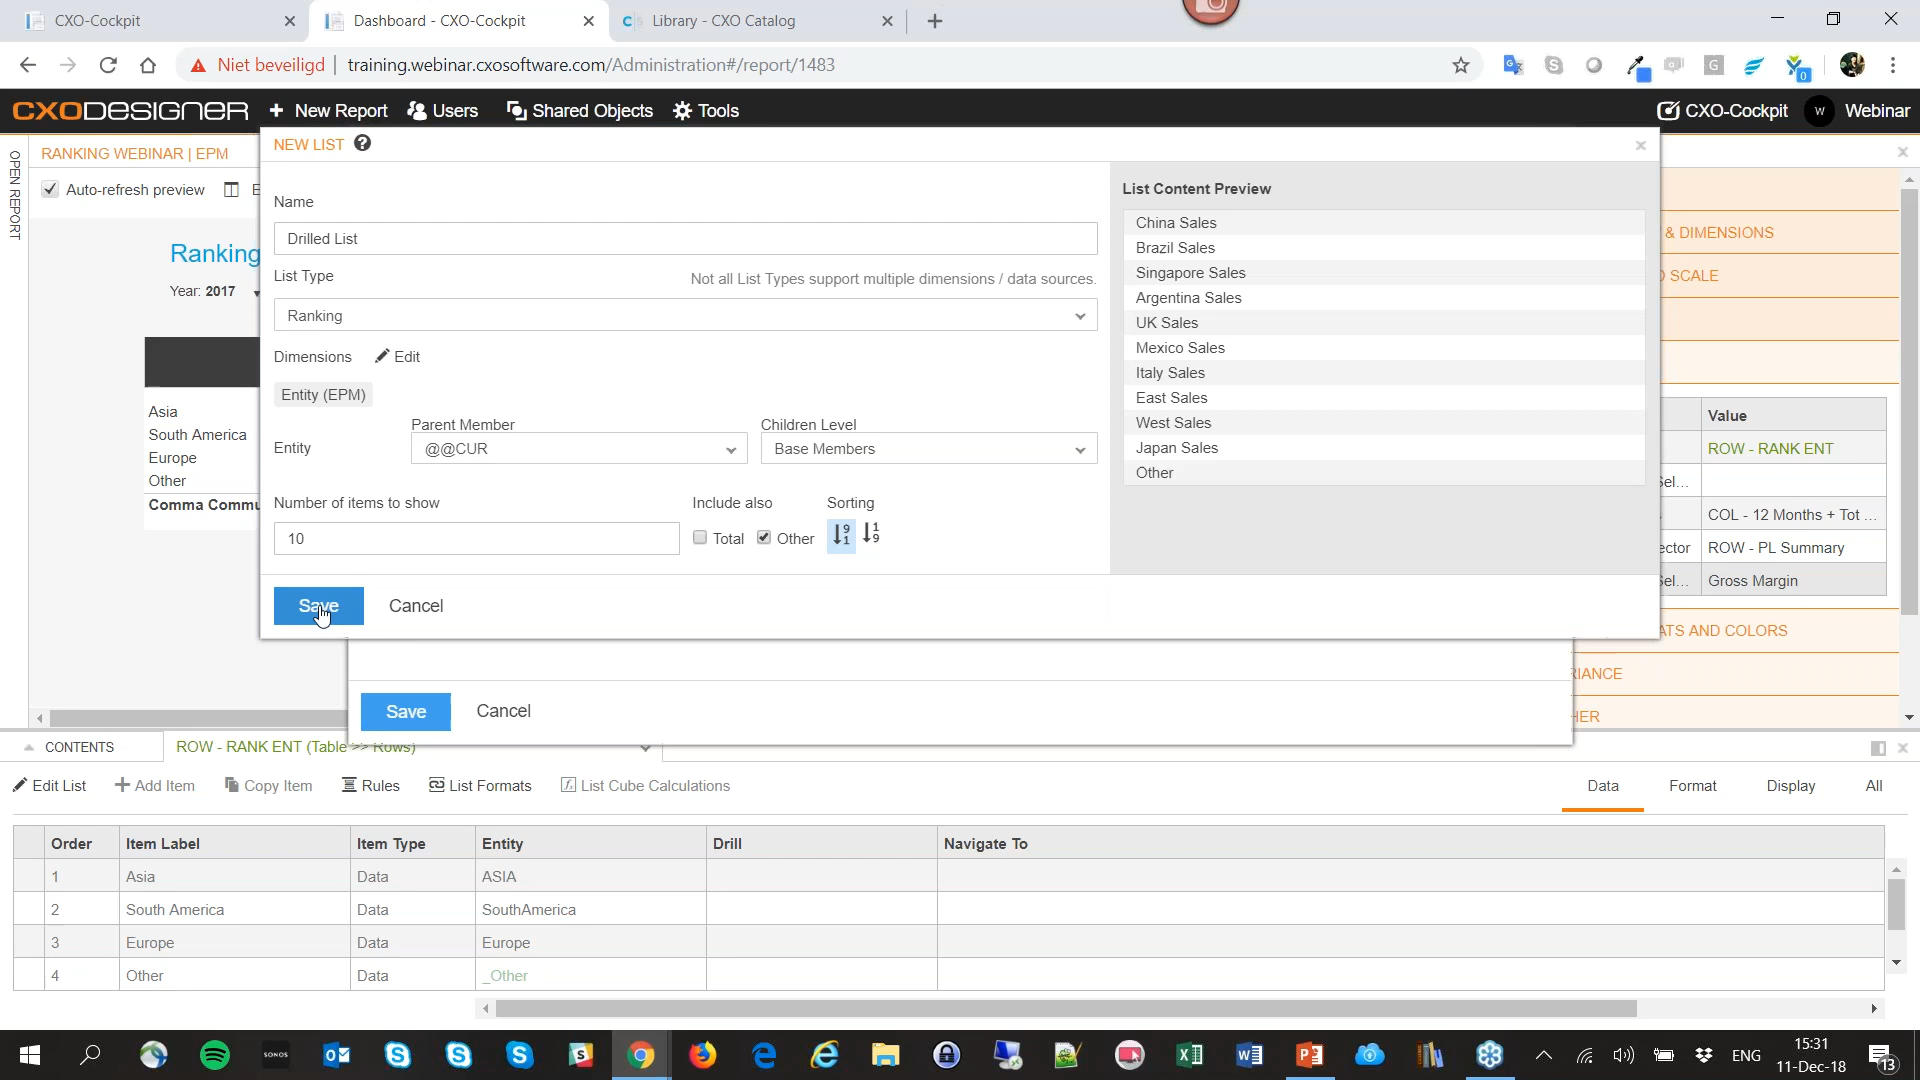 CXO-Cockpit
Dashboard - CXO-Cockpit
Library - CXO Catalog
Niet beveiligd
training.webinar.cxosoftware.com/Administration#/report/1483
CXODESIGNER
New Report
Users
Shared Objects
Tools
CXO-Cockpit
W
Webinar
OPEN REPORT
RANKING WEBINAR | EPM
Auto-refresh preview
E
NEW LIST
Name
Drilled List
List Type
Not all List Types support multiple dimensions / data sources.
Ranking
Dimensions
Edit
Entity (EPM)
Parent Member
Children Level
Entity
@@CUR
Base Members
Number of items to show
Include also
Sorting
10
Total
Other
Save
Cancel
List Content Preview
China Sales
Brazil Sales
Singapore Sales
Argentina Sales
UK Sales
Mexico Sales
Italy Sales
East Sales
West Sales
Japan Sales
Other
Ranking
Year: 2017
Asia
South America
Europe
Other
Comma Commu
& DIMENSIONS
SCALE
Value
ROW - RANK ENT
Sel...
COL - 12 Months + Tot ...
ector
ROW - PL Summary
Sel...
Gross Margin
ATS AND COLORS
RIANCE
HER
Save
Cancel
CONTENTS
ROW - RANK ENT (Table >> Rows)
Edit List
Add Item
Copy Item
Rules
List Formats
List Cube Calculations
Data
Format
Display
All
Order
Item Label
Item Type
Entity
Drill
Navigate To
1
Asia
Data
ASIA
2
South America
Data
SouthAmerica
3
Europe
Data
Europe
4
Other
Data
_Other
SONOS
ENG
15:31
11-Dec-18
13